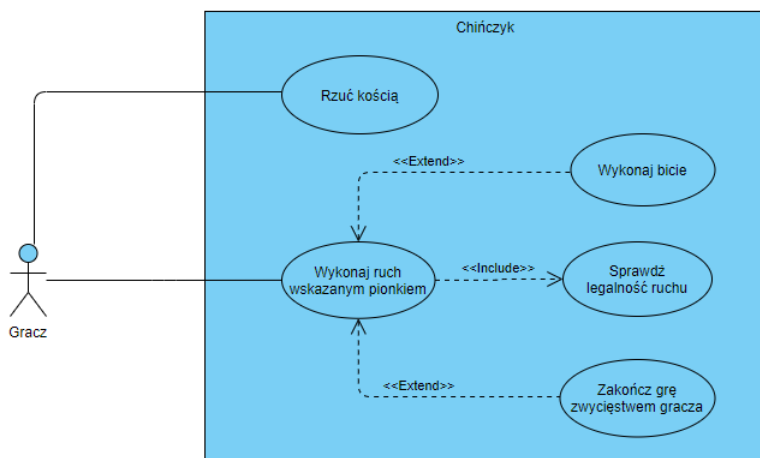 Chińczyk
Rzuć kością
<<Extend>>
Wykonaj bicie
Wykonaj ruch
wskazanym pionkiem
<<Include>>
Sprawdź
legalność ruchu
Gracz
<<Extend>>
Zakończ grę
zwycięstwem gracza